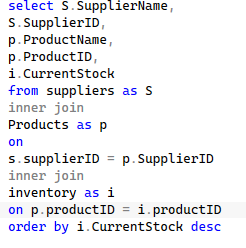 select S.SupplierName,
S.SupplierID,
p.ProductName,
p.ProductID,
i.CurrentStock
from suppliers as S
inner join
Products as p
on
s.supplierID = p.SupplierID
inner join
inventory as i
on p.productID = i.productID
order by i.CurrentStock desc